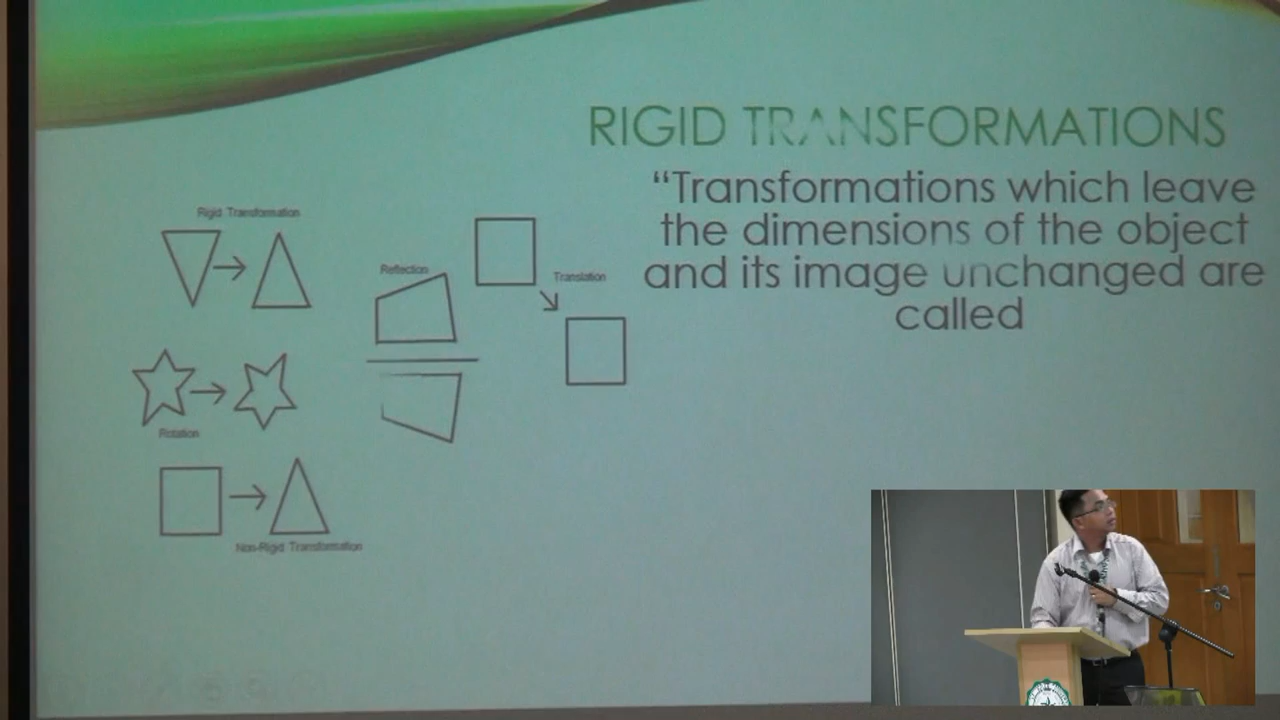 RIGID TRANSFORMATIONS
“Transformations which leave
the dimensions of the object
and its image unchanged are
called
Rigid Transformation
Reflection
Translation
Rotation
Non-Rigid Transformation